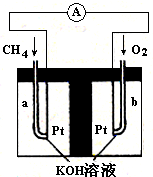 A
CH₄ O₂
a b
Pt Pt
KOH溶液